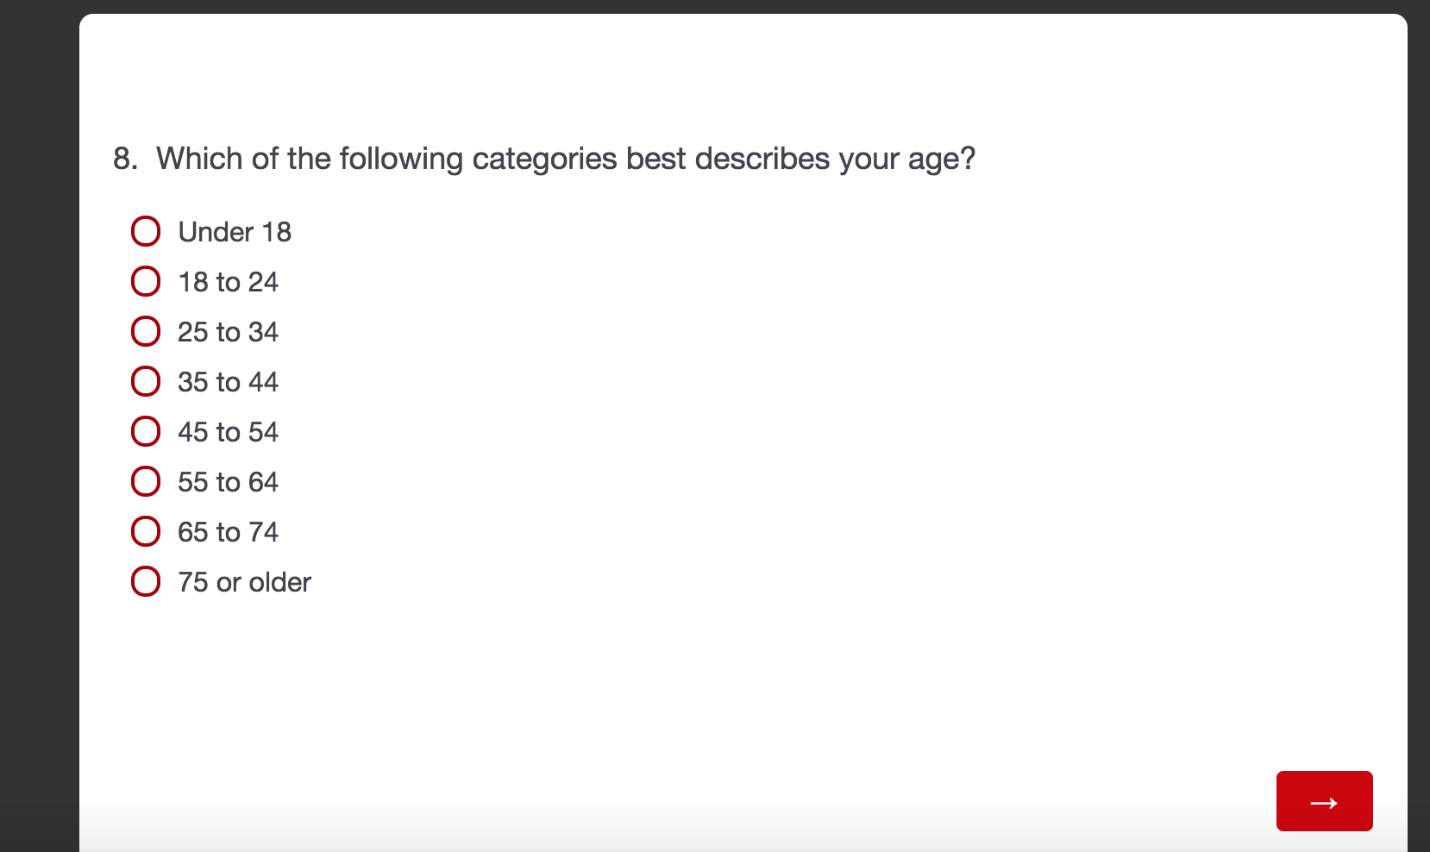 8. Which of the following categories best describes your age?
Under 18
18 to 24
25 to 34
35 to 44
45 to 54
55 to 64
65 to 74
75 or older
→